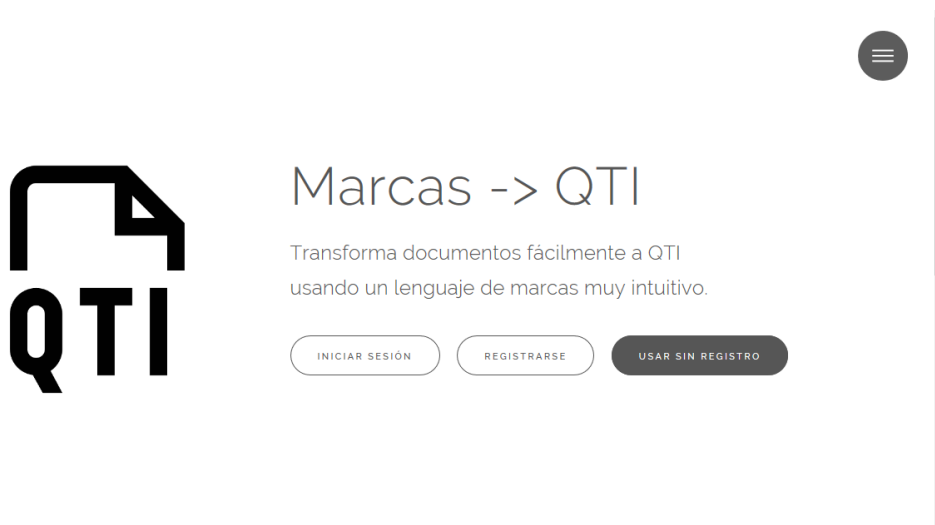 Marcas -> QTI
QTI
Transforma documentos fácilmente a QTI
usando un lenguaje de marcas muy intuitivo.
INICIAR SESIÓN
REGISTRARSE
USAR SIN REGISTRO